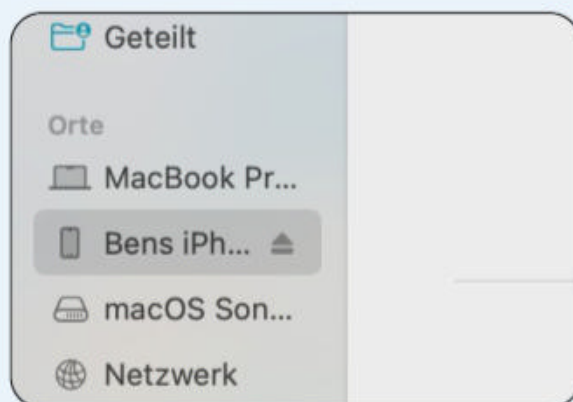 Geteilt
Orte
MacBook Pr...
Bens iPh...
macOS Son...
Netzwerk